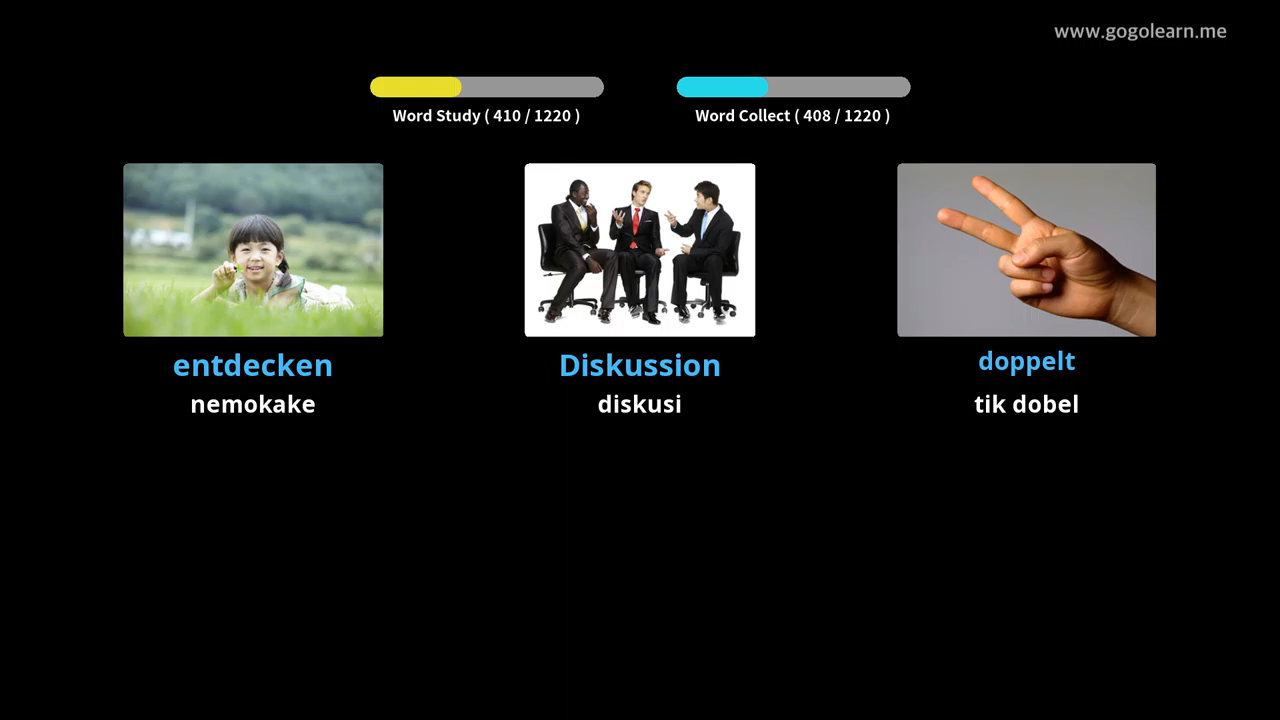 www.gogolearn.me
Word Study ( 410 / 1220 )
Word Collect ( 408 / 1220 )
entdecken
nemokake
Diskussion
diskusi
doppelt
tik dobel